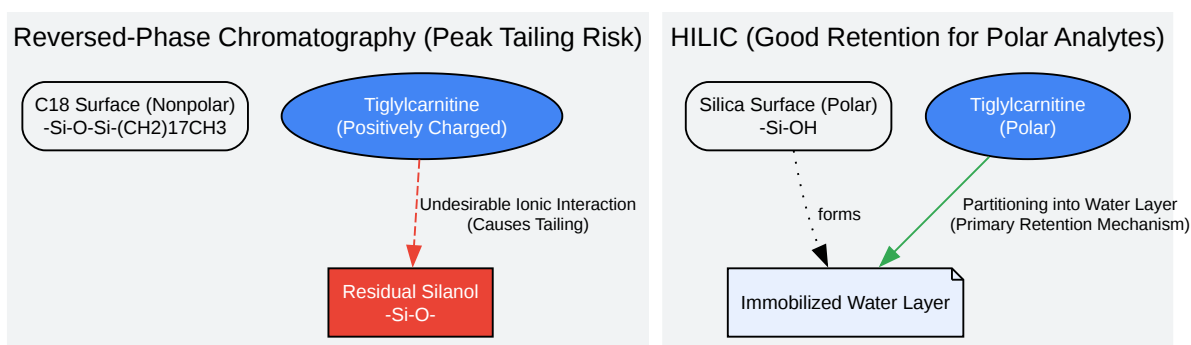 Reversed-Phase Chromatography (Peak Tailing Risk)
C18 Surface (Nonpolar)
-Si-O-Si-(CH2)17CH3
Tiglylcarnitine
(Positively Charged)
Undesirable Ionic Interaction
(Causes Tailing)
Residual Silanol
-Si-O-
HILIC (Good Retention for Polar Analytes)
Silica Surface (Polar)
-Si-OH
Tiglylcarnitine
(Polar)
forms
Partitioning into Water Layer
(Primary Retention Mechanism)
Immobilized Water Layer